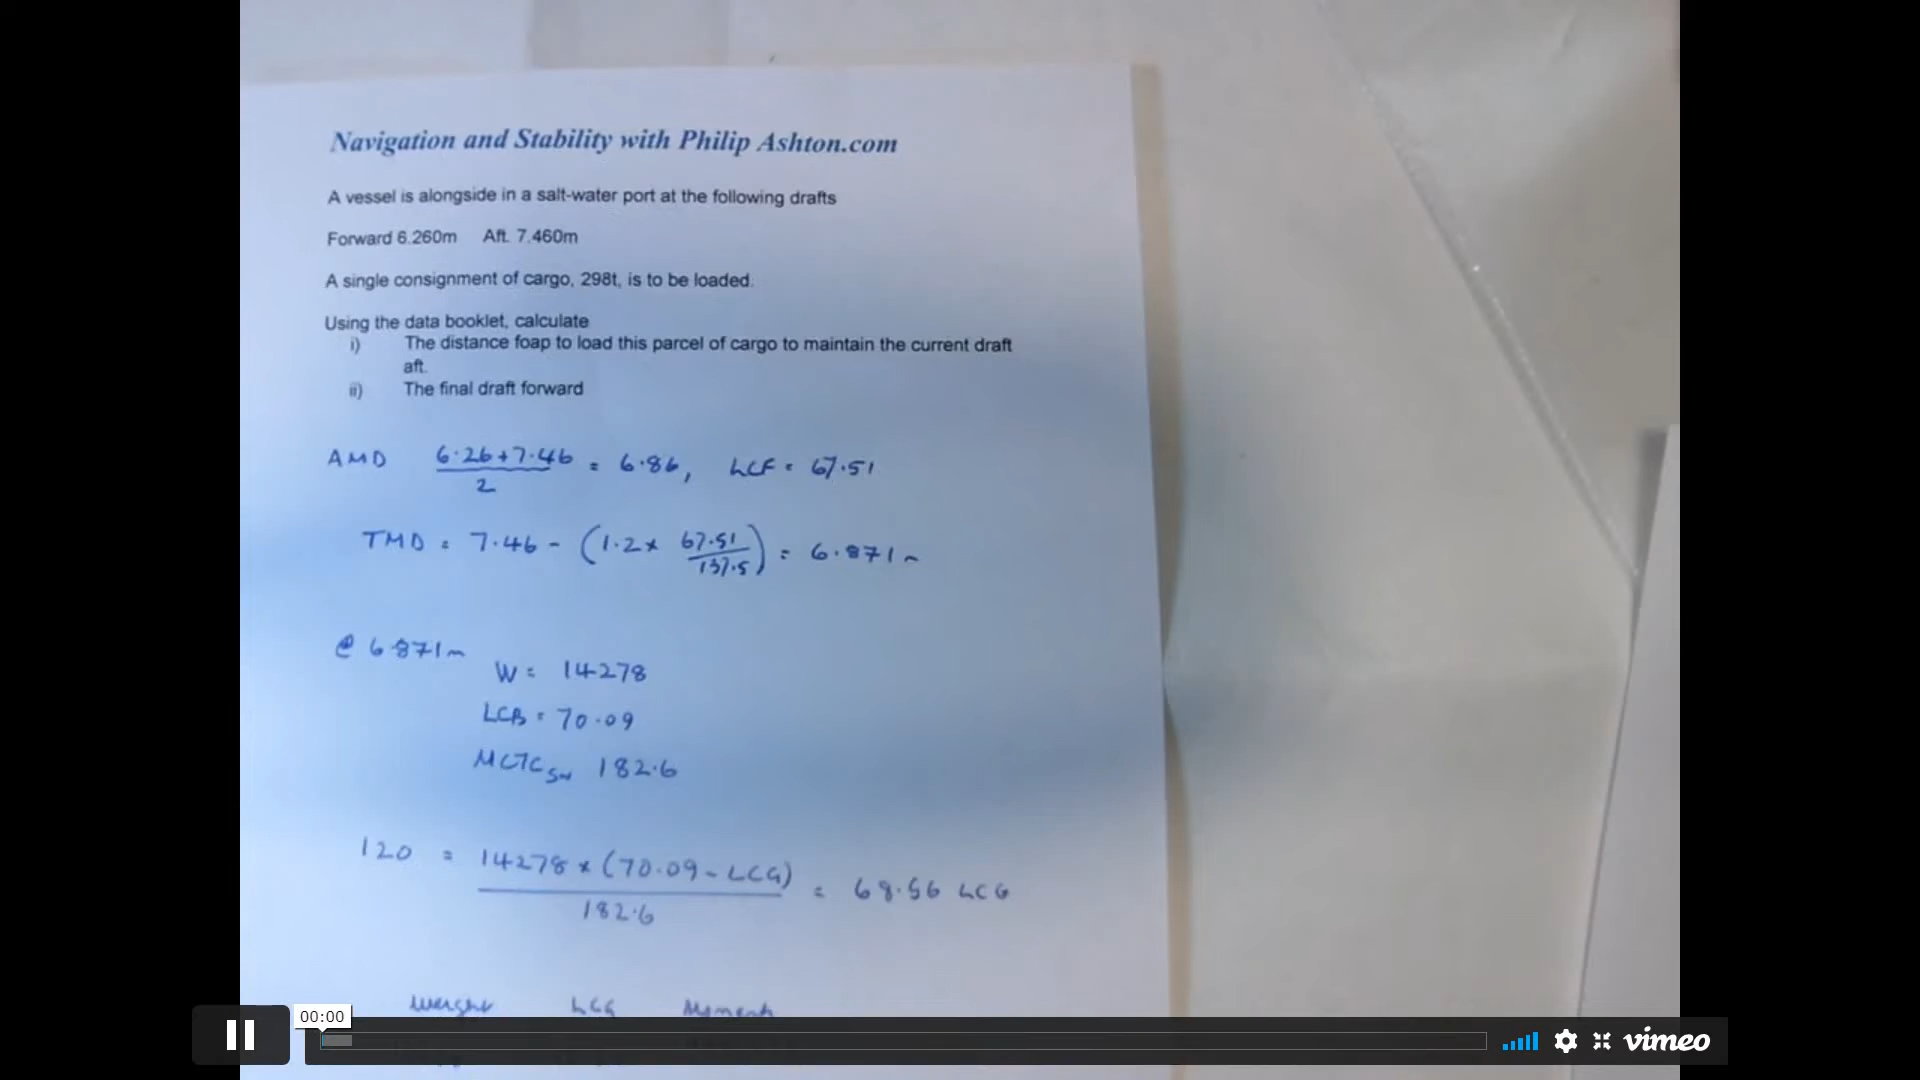 Navigation and Stability with Philip Ashton.com
A vessel is alongside in a salt-water port at the following drafts
Forward 6.260m Aft. 7.460m
A single consignment of cargo, 298t, is to be loaded.
Using the data booklet, calculate
i) The distance foap to load this parcel of cargo to maintain the current draft
aft.
ii) The final draft forward
AMD 6.26+7.46 / 2 = 6.86, LCF = 67.51
TMD = 7.46 - (1.2 x 67.51 / 137.5) = 6.871m
@ 6.871m
W = 14278
LCB = 70.09
MCTC SW 182.6
120 = 14278 x (70.09 - LCG) / 182.6 = 68.56 LCG
Weight LCG Moment
00:00
vimeo